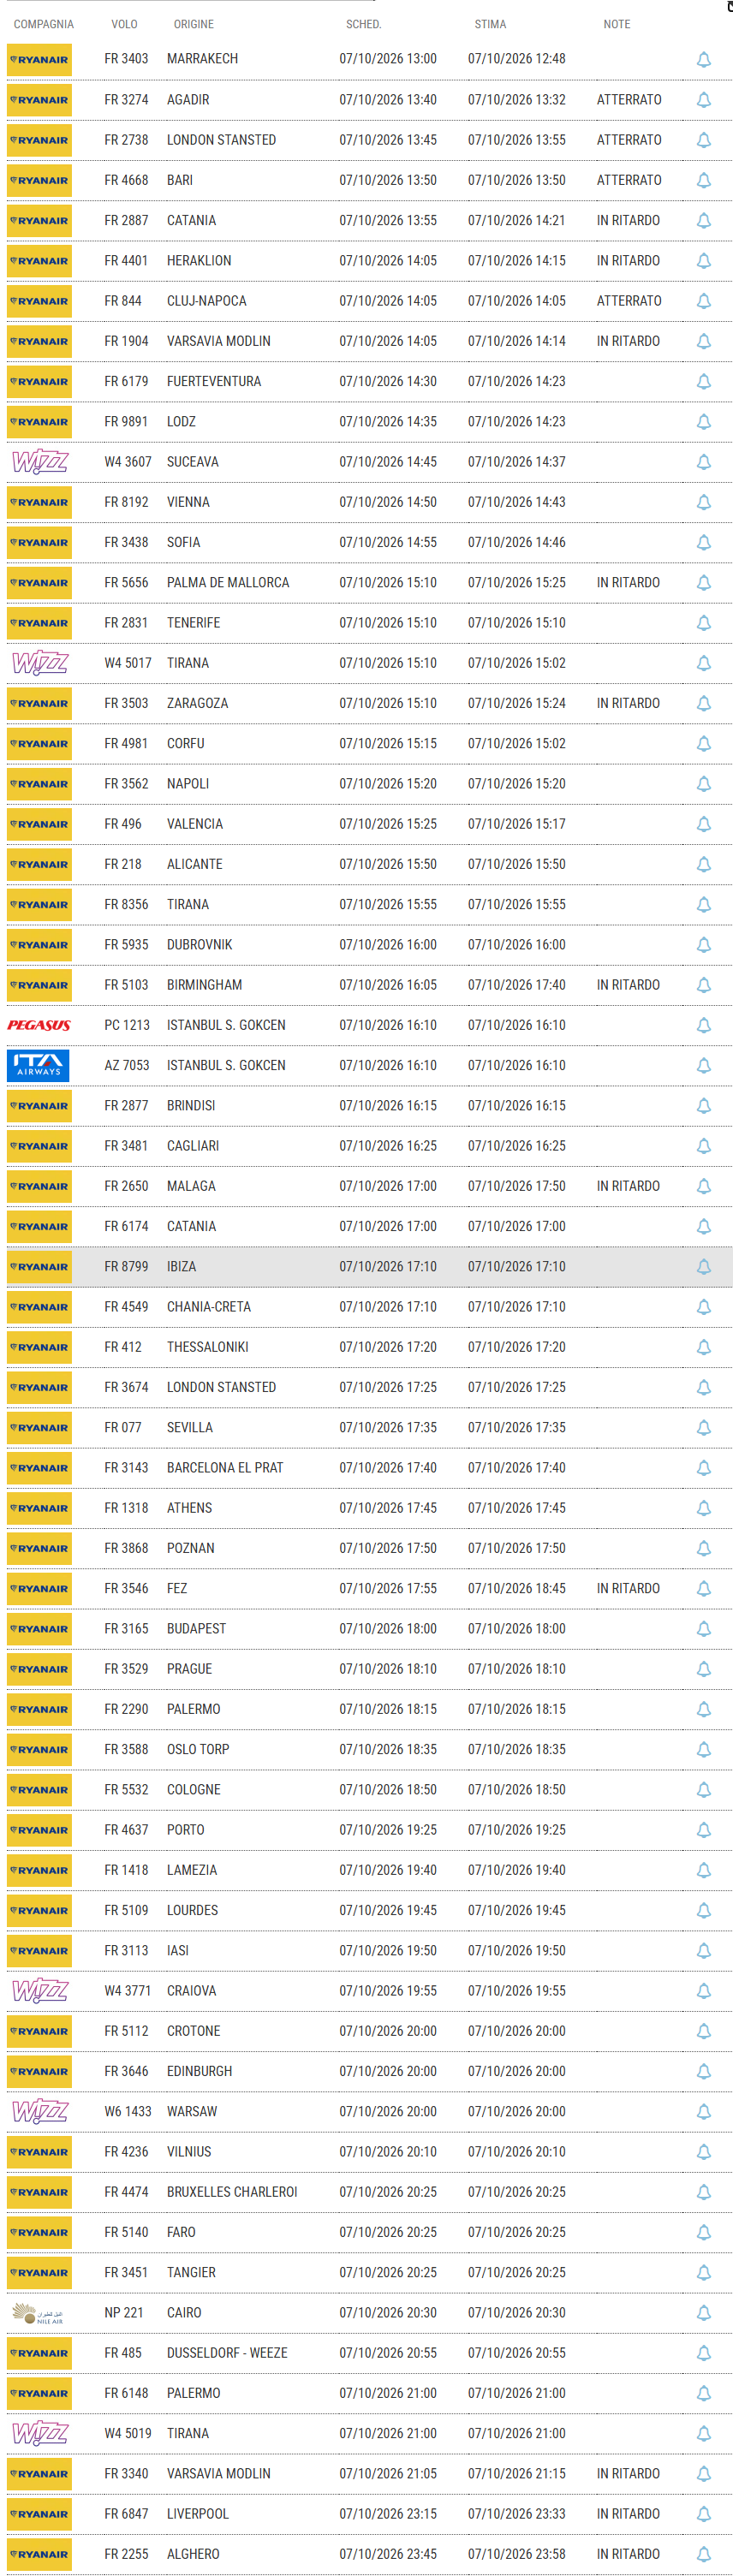 COMPAGNIA VOLO ORIGINE SCHED. STIMA NOTE
RYANAIR FR 3403 MARRAKECH 07/10/2026 13:00 07/10/2026 12:48
RYANAIR FR 3274 AGADIR 07/10/2026 13:40 07/10/2026 13:32 ATTERRATO
RYANAIR FR 2738 LONDON STANSTED 07/10/2026 13:45 07/10/2026 13:55 ATTERRATO
RYANAIR FR 4668 BARI 07/10/2026 13:50 07/10/2026 13:50 ATTERRATO
RYANAIR FR 2887 CATANIA 07/10/2026 13:55 07/10/2026 14:21 IN RITARDO
RYANAIR FR 4401 HERAKLION 07/10/2026 14:05 07/10/2026 14:15 IN RITARDO
RYANAIR FR 844 CLUJ-NAPOCA 07/10/2026 14:05 07/10/2026 14:05 ATTERRATO
RYANAIR FR 1904 VARSAVIA MODLIN 07/10/2026 14:05 07/10/2026 14:14 IN RITARDO
RYANAIR FR 6179 FUERTEVENTURA 07/10/2026 14:30 07/10/2026 14:23
RYANAIR FR 9891 LODZ 07/10/2026 14:35 07/10/2026 14:23
WIZZ W4 3607 SUCEAVA 07/10/2026 14:45 07/10/2026 14:37
RYANAIR FR 8192 VIENNA 07/10/2026 14:50 07/10/2026 14:43
RYANAIR FR 3438 SOFIA 07/10/2026 14:55 07/10/2026 14:46
RYANAIR FR 5656 PALMA DE MALLORCA 07/10/2026 15:10 07/10/2026 15:25 IN RITARDO
RYANAIR FR 2831 TENERIFE 07/10/2026 15:10 07/10/2026 15:10
WIZZ W4 5017 TIRANA 07/10/2026 15:10 07/10/2026 15:02
RYANAIR FR 3503 ZARAGOZA 07/10/2026 15:10 07/10/2026 15:24 IN RITARDO
RYANAIR FR 4981 CORFU 07/10/2026 15:15 07/10/2026 15:02
RYANAIR FR 3562 NAPOLI 07/10/2026 15:20 07/10/2026 15:20
RYANAIR FR 496 VALENCIA 07/10/2026 15:25 07/10/2026 15:17
RYANAIR FR 218 ALICANTE 07/10/2026 15:50 07/10/2026 15:50
RYANAIR FR 8356 TIRANA 07/10/2026 15:55 07/10/2026 15:55
RYANAIR FR 5935 DUBROVNIK 07/10/2026 16:00 07/10/2026 16:00
RYANAIR FR 5103 BIRMINGHAM 07/10/2026 16:05 07/10/2026 17:40 IN RITARDO
PEGASUS PC 1213 ISTANBUL S. GOKCEN 07/10/2026 16:10 07/10/2026 16:10
ITA AIRWAYS AZ 7053 ISTANBUL S. GOKCEN 07/10/2026 16:10 07/10/2026 16:10
RYANAIR FR 2877 BRINDISI 07/10/2026 16:15 07/10/2026 16:15
RYANAIR FR 3481 CAGLIARI 07/10/2026 16:25 07/10/2026 16:25
RYANAIR FR 2650 MALAGA 07/10/2026 17:00 07/10/2026 17:50 IN RITARDO
RYANAIR FR 6174 CATANIA 07/10/2026 17:00 07/10/2026 17:00
RYANAIR FR 8799 IBIZA 07/10/2026 17:10 07/10/2026 17:10
RYANAIR FR 4549 CHANIA-CRETA 07/10/2026 17:10 07/10/2026 17:10
RYANAIR FR 412 THESSALONIKI 07/10/2026 17:20 07/10/2026 17:20
RYANAIR FR 3674 LONDON STANSTED 07/10/2026 17:25 07/10/2026 17:25
RYANAIR FR 077 SEVILLA 07/10/2026 17:35 07/10/2026 17:35
RYANAIR FR 3143 BARCELONA EL PRAT 07/10/2026 17:40 07/10/2026 17:40
RYANAIR FR 1318 ATHENS 07/10/2026 17:45 07/10/2026 17:45
RYANAIR FR 3868 POZNAN 07/10/2026 17:50 07/10/2026 17:50
RYANAIR FR 3546 FEZ 07/10/2026 17:55 07/10/2026 18:45 IN RITARDO
RYANAIR FR 3165 BUDAPEST 07/10/2026 18:00 07/10/2026 18:00
RYANAIR FR 3529 PRAGUE 07/10/2026 18:10 07/10/2026 18:10
RYANAIR FR 2290 PALERMO 07/10/2026 18:15 07/10/2026 18:15
RYANAIR FR 3588 OSLO TORP 07/10/2026 18:35 07/10/2026 18:35
RYANAIR FR 5532 COLOGNE 07/10/2026 18:50 07/10/2026 18:50
RYANAIR FR 4637 PORTO 07/10/2026 19:25 07/10/2026 19:25
RYANAIR FR 1418 LAMEZIA 07/10/2026 19:40 07/10/2026 19:40
RYANAIR FR 5109 LOURDES 07/10/2026 19:45 07/10/2026 19:45
RYANAIR FR 3113 IASI 07/10/2026 19:50 07/10/2026 19:50
WIZZ W4 3771 CRAIOVA 07/10/2026 19:55 07/10/2026 19:55
RYANAIR FR 5112 CROTONE 07/10/2026 20:00 07/10/2026 20:00
RYANAIR FR 3646 EDINBURGH 07/10/2026 20:00 07/10/2026 20:00
WIZZ W6 1433 WARSAW 07/10/2026 20:00 07/10/2026 20:00
RYANAIR FR 4236 VILNIUS 07/10/2026 20:10 07/10/2026 20:10
RYANAIR FR 4474 BRUXELLES CHARLEROI 07/10/2026 20:25 07/10/2026 20:25
RYANAIR FR 5140 FARO 07/10/2026 20:25 07/10/2026 20:25
RYANAIR FR 3451 TANGIER 07/10/2026 20:25 07/10/2026 20:25
النيل للطيران NILE AIR NP 221 CAIRO 07/10/2026 20:30 07/10/2026 20:30
RYANAIR FR 485 DUSSELDORF - WEEZE 07/10/2026 20:55 07/10/2026 20:55
RYANAIR FR 6148 PALERMO 07/10/2026 21:00 07/10/2026 21:00
WIZZ W4 5019 TIRANA 07/10/2026 21:00 07/10/2026 21:00
RYANAIR FR 3340 VARSAVIA MODLIN 07/10/2026 21:05 07/10/2026 21:15 IN RITARDO
RYANAIR FR 6847 LIVERPOOL 07/10/2026 23:15 07/10/2026 23:33 IN RITARDO
RYANAIR FR 2255 ALGHERO 07/10/2026 23:45 07/10/2026 23:58 IN RITARDO